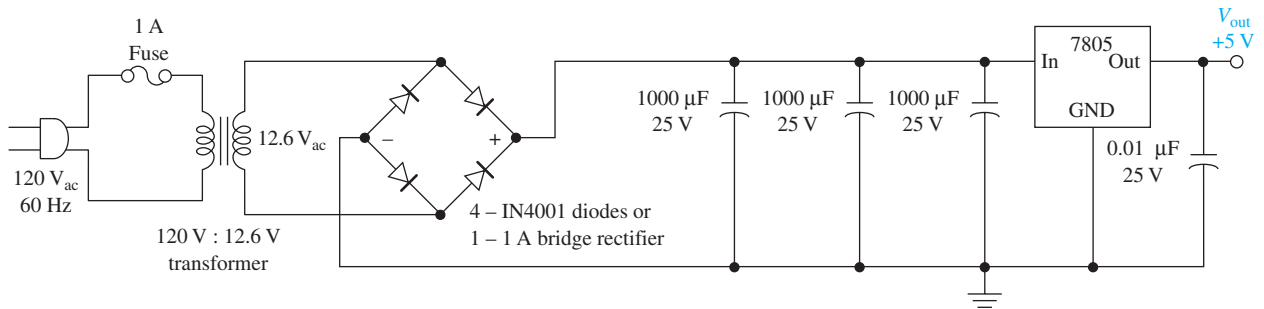 1 A
Fuse
120 Vac
60 Hz
120 V : 12.6 V
transformer
12.6 Vac
–
+
4 – IN4001 diodes or
1 – 1 A bridge rectifier
1000 µF
25 V
1000 µF
25 V
1000 µF
25 V
7805
In
Out
GND
0.01 µF
25 V
Vout
+5 V